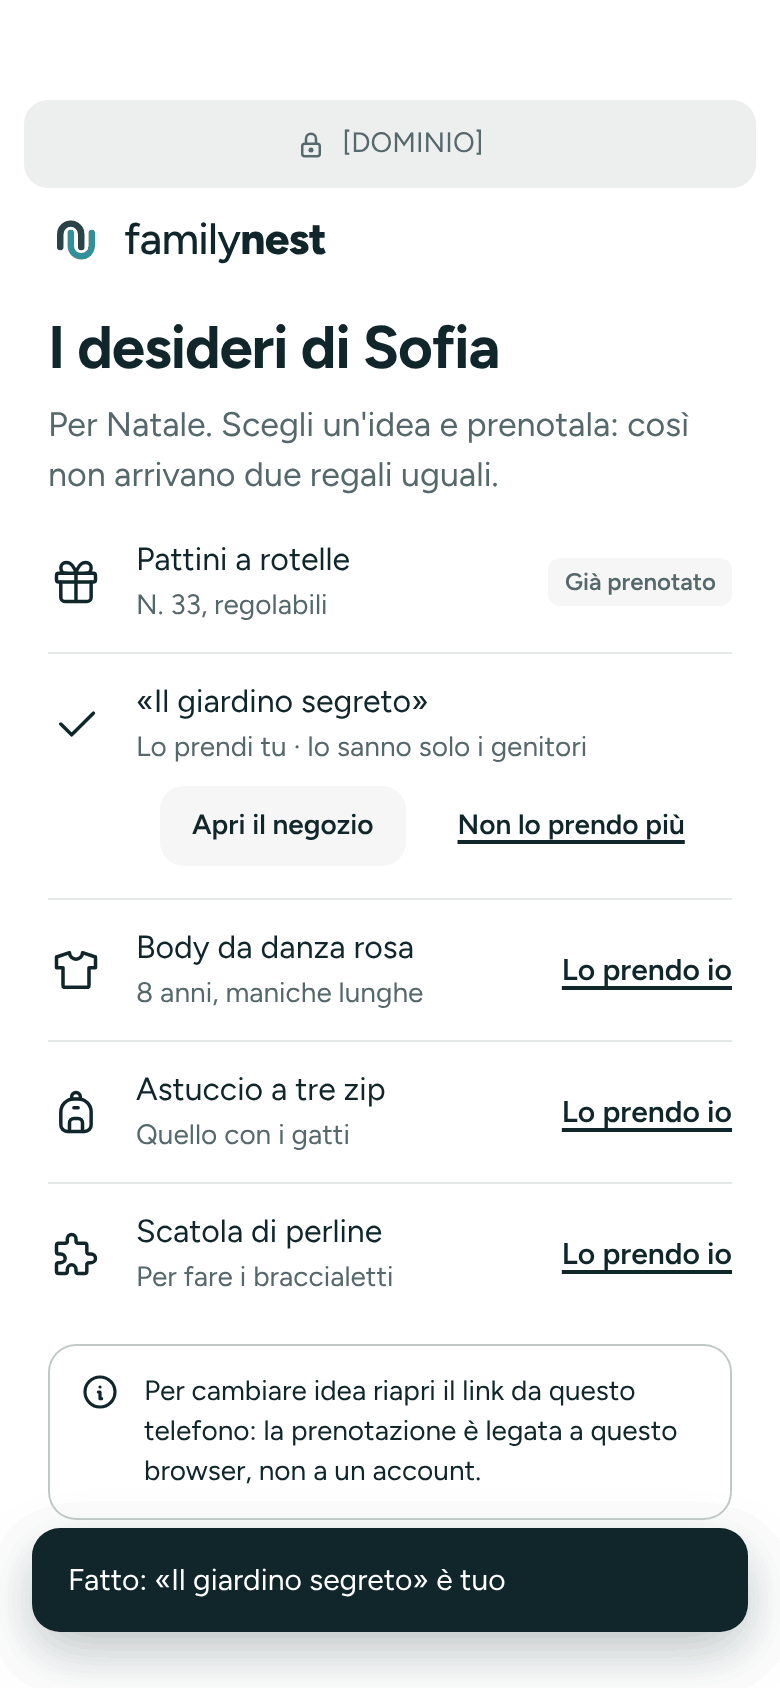 [DOMINIO]
familynest
I desideri di Sofia
Per Natale. Scegli un'idea e prenotala: così
non arrivano due regali uguali.
Pattini a rotelle
N. 33, regolabili
Già prenotato
«Il giardino segreto»
Lo prendi tu · lo sanno solo i genitori
Apri il negozio
Non lo prendo più
Body da danza rosa
8 anni, maniche lunghe
Lo prendo io
Astuccio a tre zip
Quello con i gatti
Lo prendo io
Scatola di perline
Per fare i braccialetti
Lo prendo io
Per cambiare idea riapri il link da questo
telefono: la prenotazione è legata a questo
browser, non a un account.
Fatto: «Il giardino segreto» è tuo